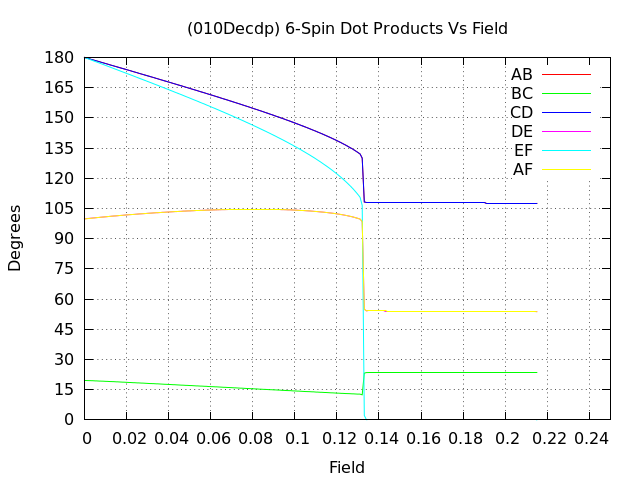 (010Decdp) 6-Spin Dot Products Vs Field
180
165
150
135
120
105
90
75
60
45
30
15
0
Degrees
AB
BC
CD
DE
EF
AF
0 0.02 0.04 0.06 0.08 0.1 0.12 0.14 0.16 0.18 0.2 0.22 0.24
Field